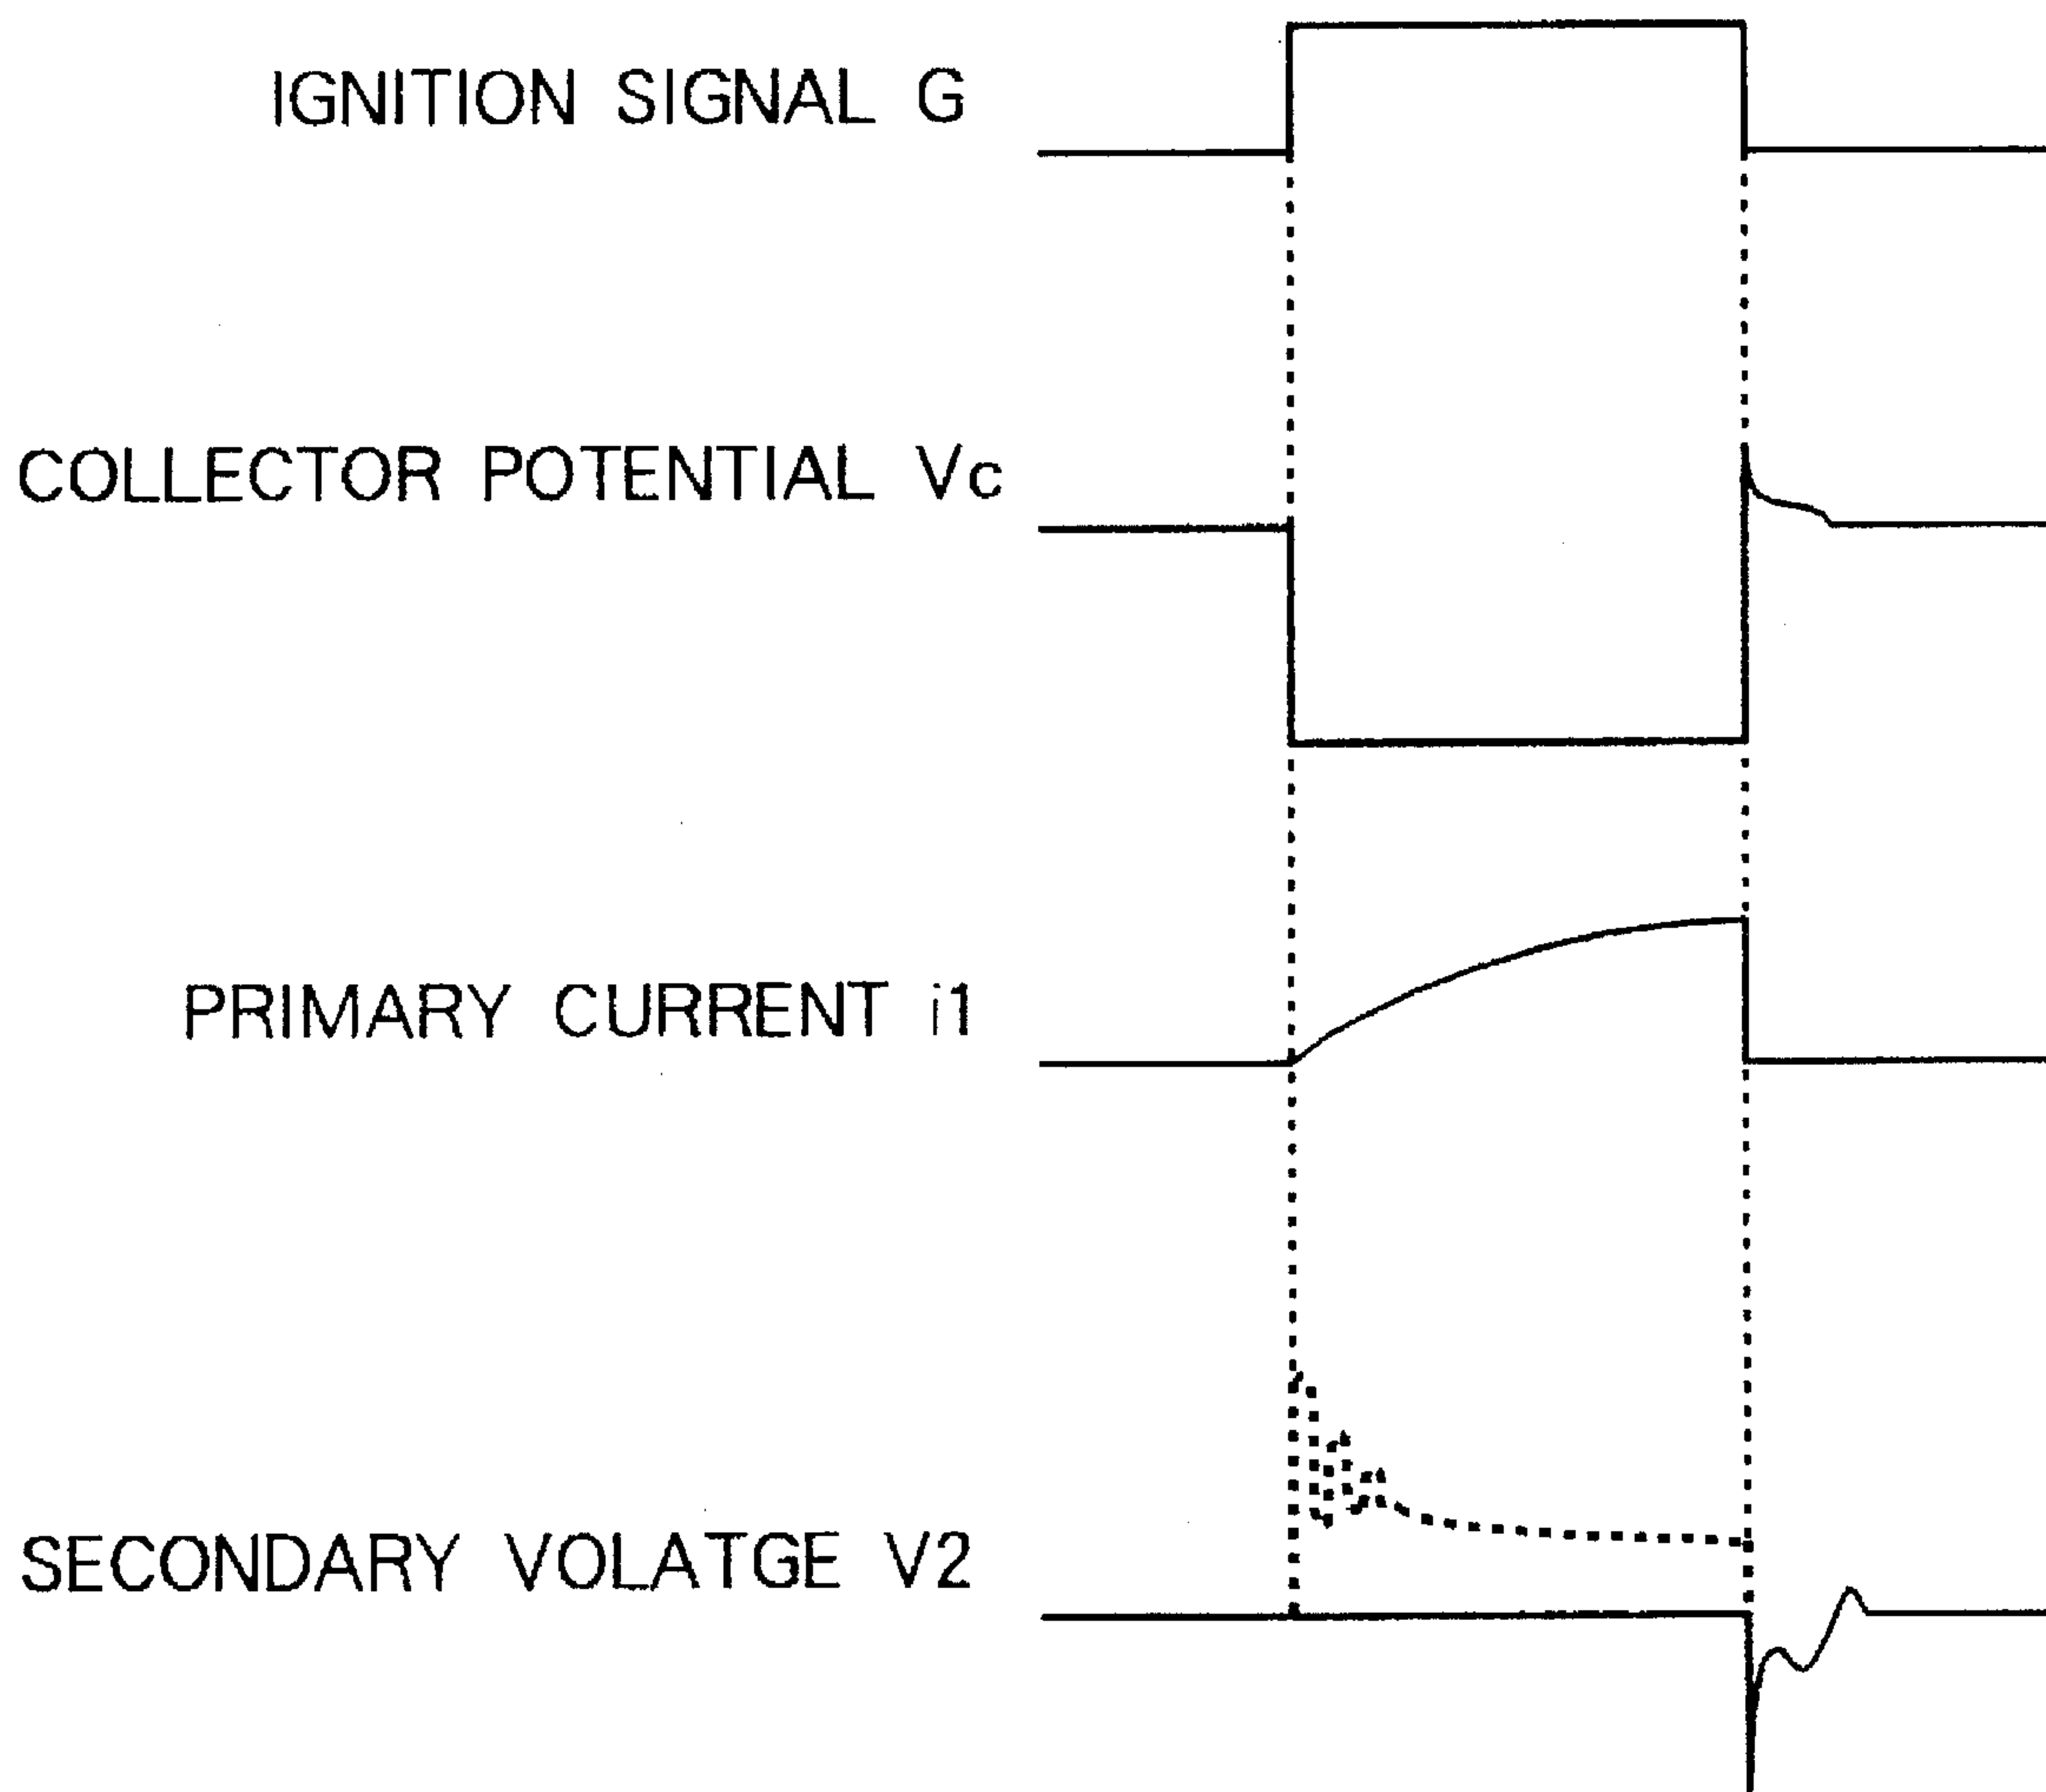 IGNITION SIGNAL G
COLLECTOR POTENTIAL Vc
PRIMARY CURRENT i1
SECONDARY VOLATGE V2